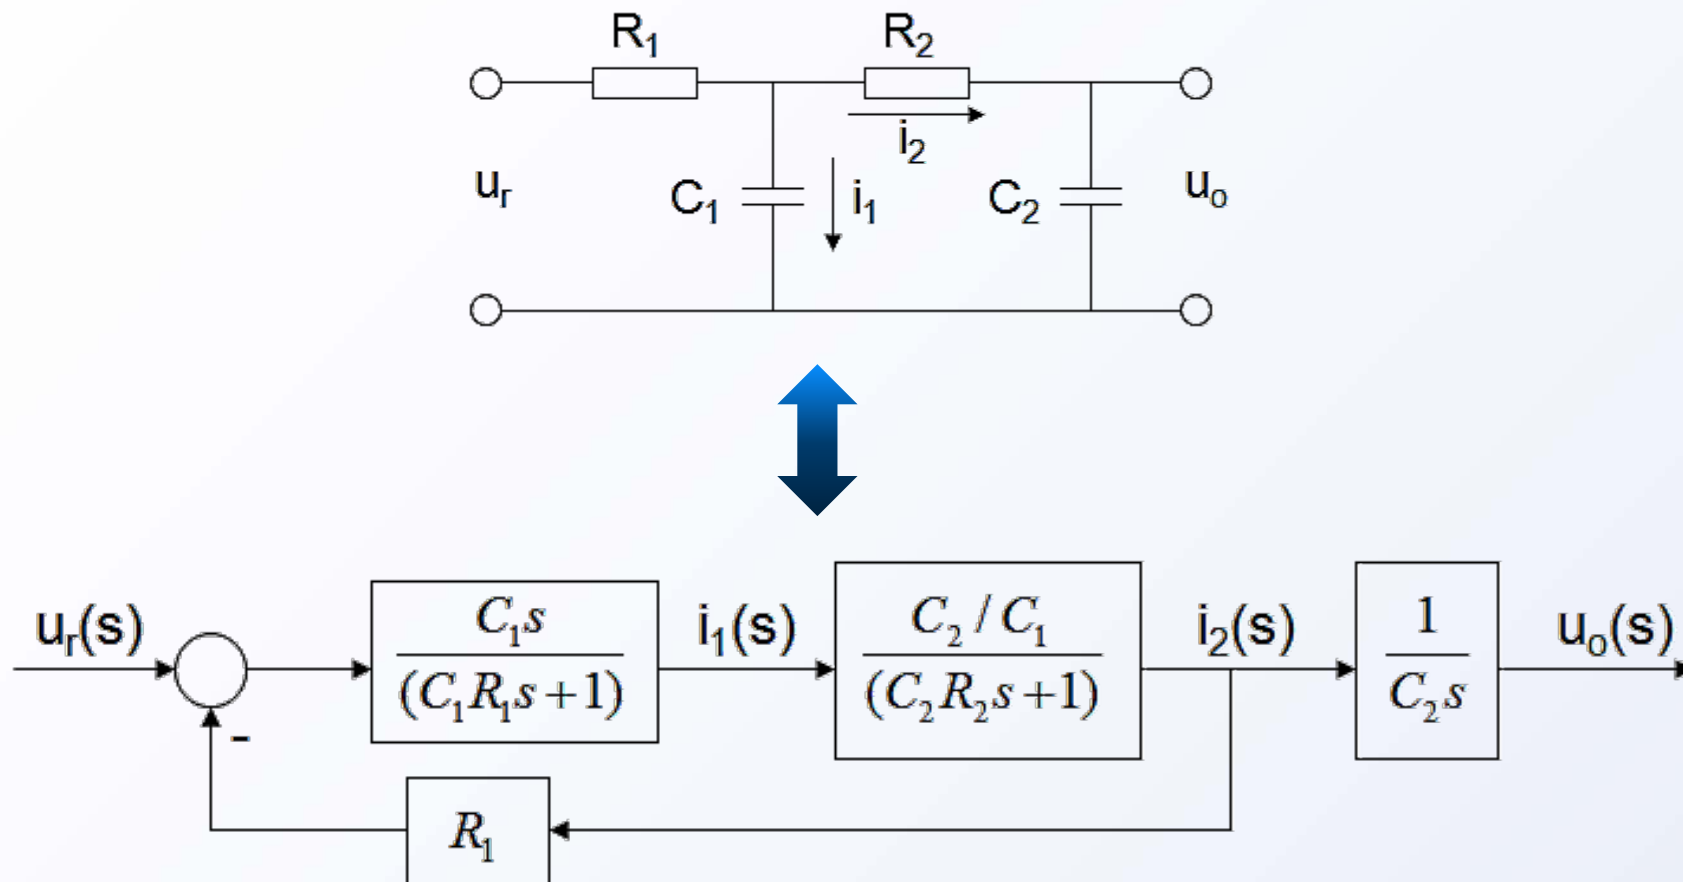 R₁ R₂
i₂
uᵣ C₁ i₁ C₂ uₒ
uᵣ(s) C₁s / (C₁R₁s+1) i₁(s) C₂ / C₁ / (C₂R₂s+1) i₂(s) 1 / C₂s uₒ(s)
-
R₁